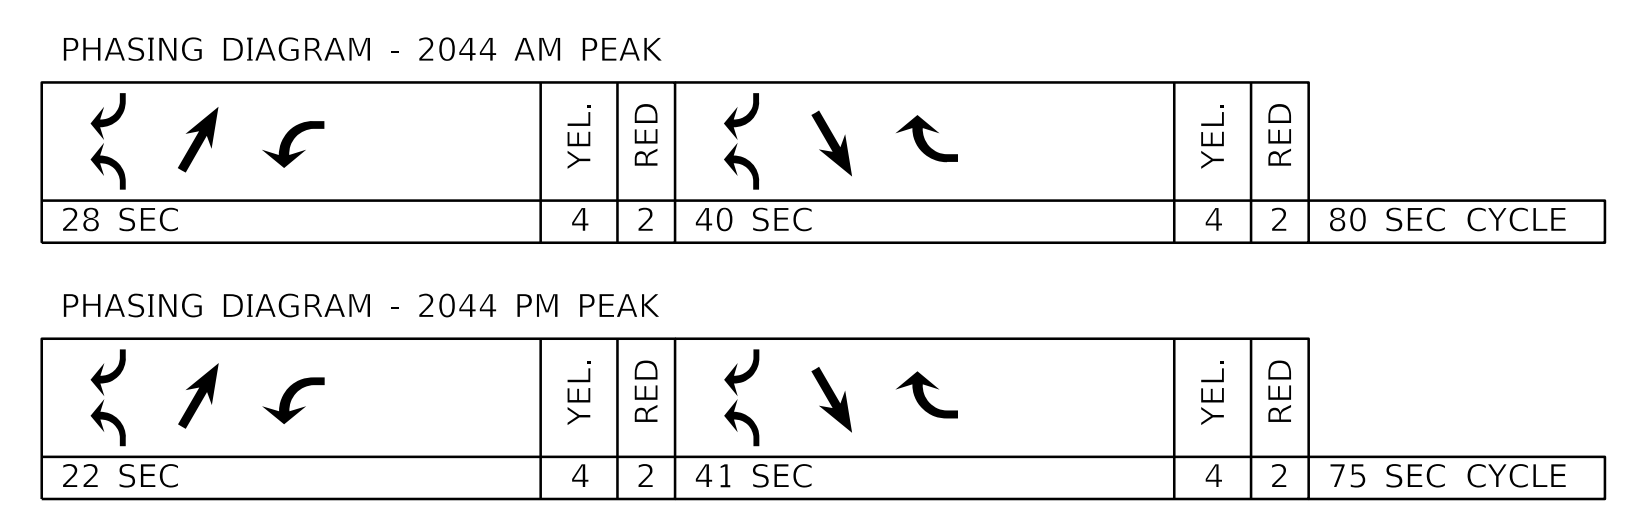 PHASING DIAGRAM - 2044 AM PEAK
YEL. RED YEL. RED
28 SEC 4 2 40 SEC 4 2 80 SEC CYCLE
PHASING DIAGRAM - 2044 PM PEAK
YEL. RED YEL. RED
22 SEC 4 2 41 SEC 4 2 75 SEC CYCLE